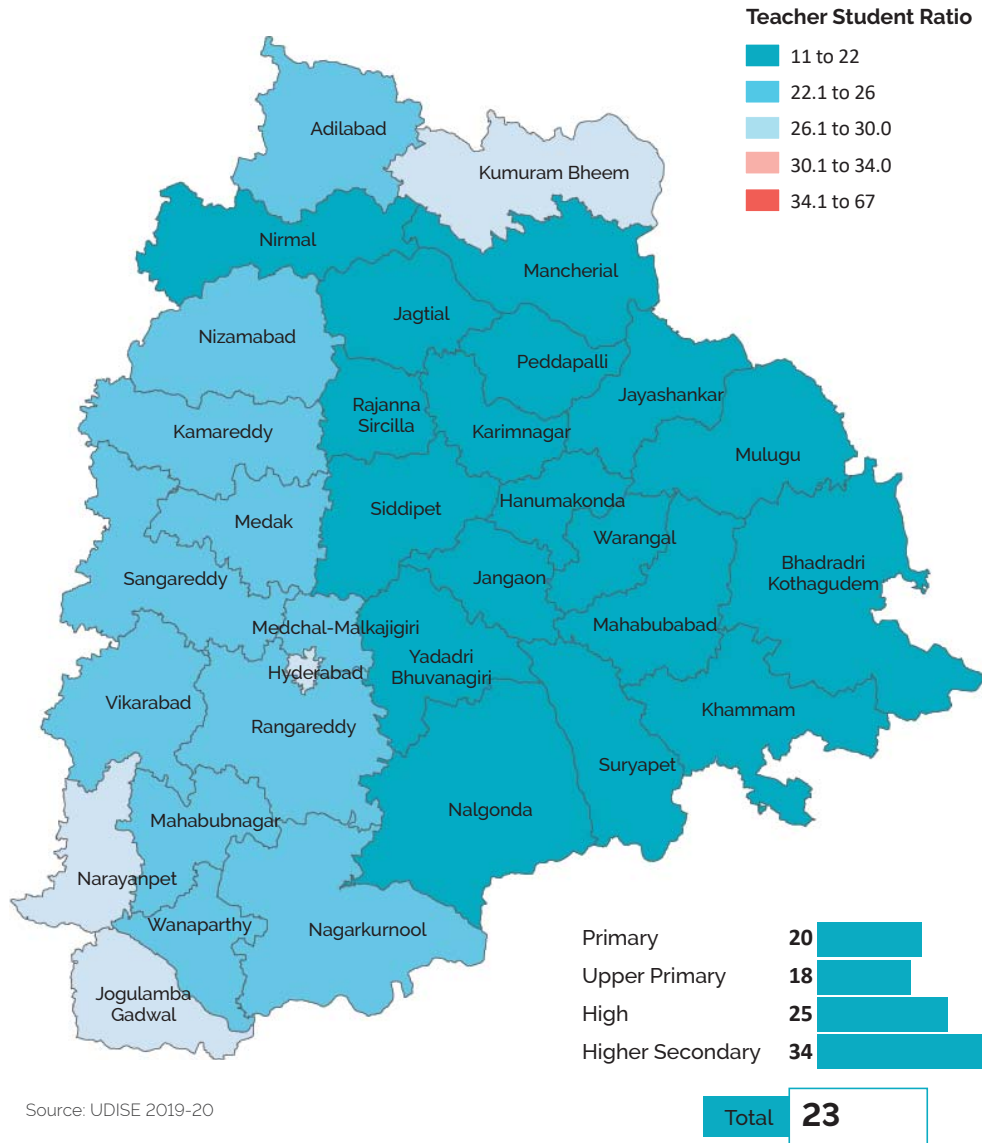 Teacher Student Ratio
11 to 22
22.1 to 26
26.1 to 30.0
30.1 to 34.0
34.1 to 67
Adilabad
Kumuram Bheem
Nirmal
Mancherial
Jagtial
Nizamabad
Peddapalli
Jayashankar
Rajanna
Sircilla
Kamareddy
Karimnagar
Mulugu
Siddipet
Hanumakonda
Medak
Warangal
Bhadradri
Kothagudem
Sangareddy
Jangaon
Medchal-Malkajigiri
Mahabubabad
Yadadri
Bhuvanagiri
Hyderabad
Vikarabad
Khammam
Rangareddy
Suryapet
Nalgonda
Mahabubnagar
Narayanpet
Wanaparthy
Nagarkurnool
Jogulamba
Gadwal
Primary 20
Upper Primary 18
High 25
Higher Secondary 34
Total 23
Source: UDISE 2019-20